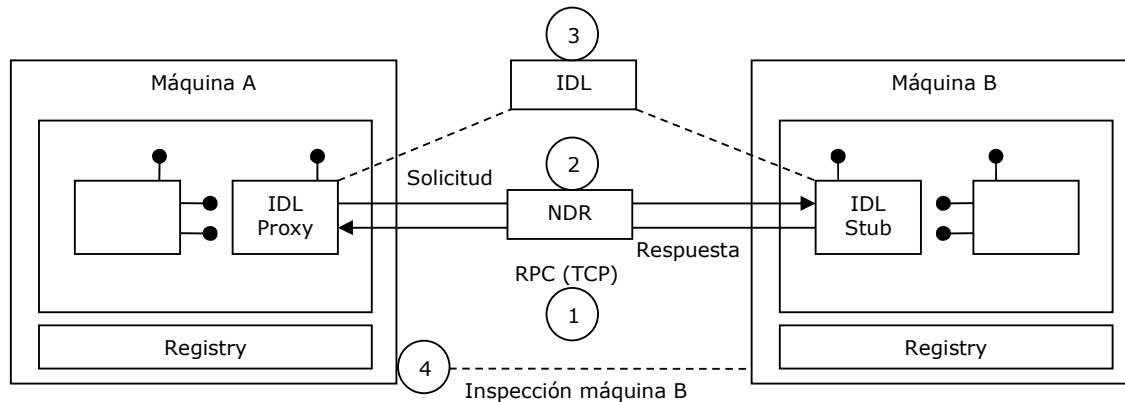 3
Máquina A
IDL
Máquina B
2
Solicitud
IDL
Proxy
NDR
IDL
Stub
Respuesta
RPC (TCP)
1
Registry
Registry
4
Inspección máquina B